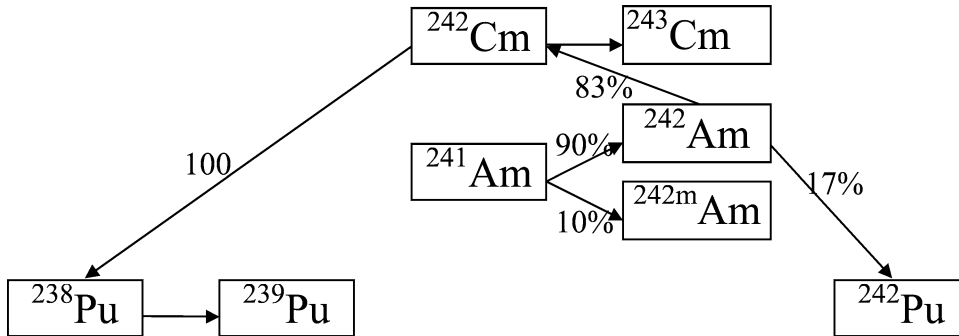 ²⁴²Cm
²⁴³Cm
83%
²⁴²Am
90%
²⁴¹Am
100
17%
²⁴²ᵐAm
10%
²³⁸Pu
²³⁹Pu
²⁴²Pu